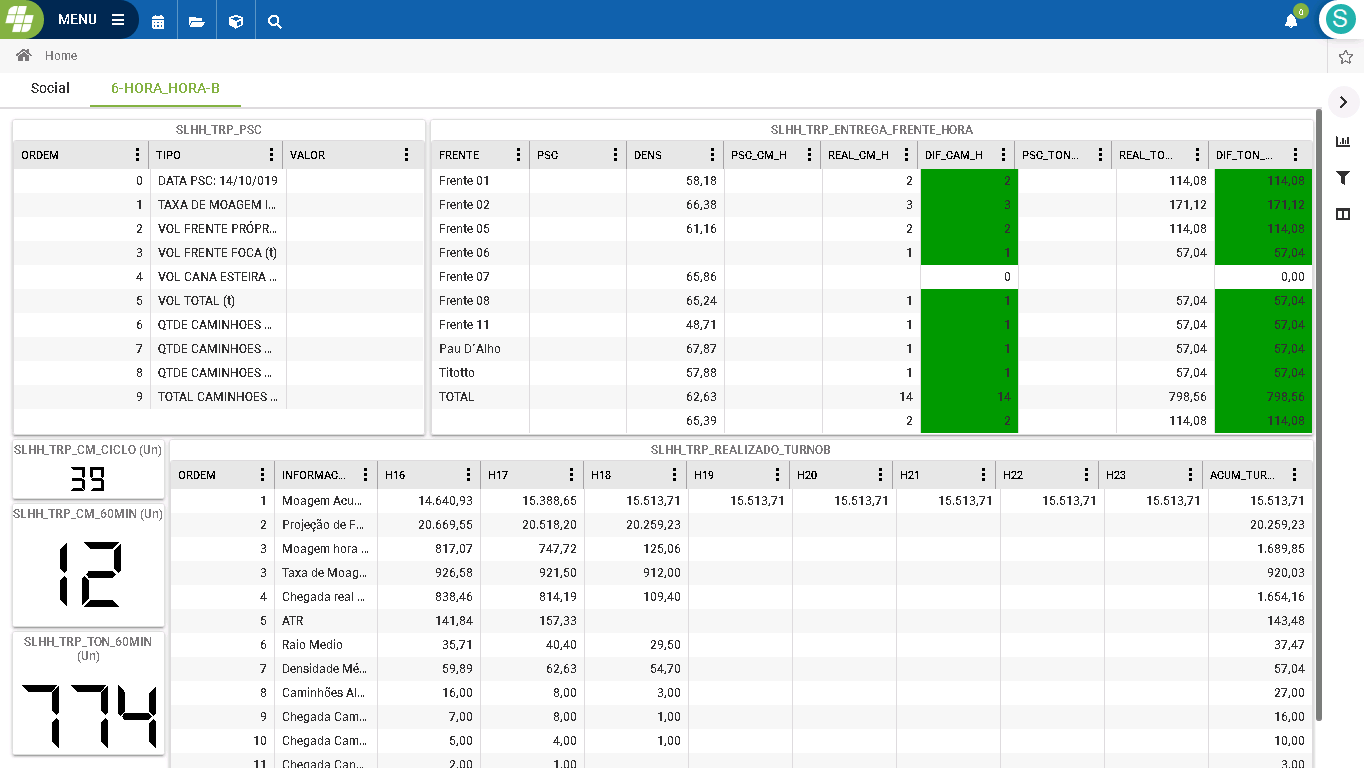 MENU
0
S
Home
Social 6-HORA_HORA-B
SLHH_TRP_PSC
ORDEM TIPO VALOR
0 DATA PSC: 14/10/019
1 TAXA DE MOAGEM I...
2 VOL FRENTE PRÓPR...
3 VOL FRENTE FOCA (t)
4 VOL CANA ESTEIRA ...
5 VOL TOTAL (t)
6 QTDE CAMINHOES ...
7 QTDE CAMINHOES ...
8 QTDE CAMINHOES ...
9 TOTAL CAMINHOES ...
SLHH_TRP_ENTREGA_FRENTE_HORA
FRENTE PSC DENS PSC_CM_H REAL_CM_H DIF_CAM_H PSC_TON... REAL_TO... DIF_TON_...
Frente 01 58,18 2 2 114,08 114,08
Frente 02 66,38 3 3 171,12 171,12
Frente 05 61,16 2 2 114,08 114,08
Frente 06 1 1 57,04 57,04
Frente 07 65,86 0 0,00
Frente 08 65,24 1 1 57,04 57,04
Frente 11 48,71 1 1 57,04 57,04
Pau D´Alho 67,87 1 1 57,04 57,04
Titotto 57,88 1 1 57,04 57,04
TOTAL 62,63 14 14 798,56 798,56
65,39 2 2 114,08 114,08
SLHH_TRP_CM_CICLO (Un)
39
SLHH_TRP_CM_60MIN (Un)
12
SLHH_TRP_TON_60MIN
(Un)
774
SLHH_TRP_REALIZADO_TURNOB
ORDEM INFORMAC... H16 H17 H18 H19 H20 H21 H22 H23 ACUM_TUR...
1 Moagem Acu... 14.640,93 15.388,65 15.513,71 15.513,71 15.513,71 15.513,71 15.513,71 15.513,71 15.513,71
2 Projeção de F... 20.669,55 20.518,20 20.259,23 20.259,23
3 Moagem hora ... 817,07 747,72 125,06 1.689,85
3 Taxa de Moag... 926,58 921,50 912,00 920,03
4 Chegada real ... 838,46 814,19 109,40 1.654,16
5 ATR 141,84 157,33 143,48
6 Raio Medio 35,71 40,40 29,50 37,47
7 Densidade Mé... 59,89 62,63 54,70 57,04
8 Caminhões Al... 16,00 8,00 3,00 27,00
9 Chegada Cam... 7,00 8,00 1,00 16,00
10 Chegada Cam... 5,00 4,00 1,00 10,00
11 Chegada Can... 2,00 1,00 3,00